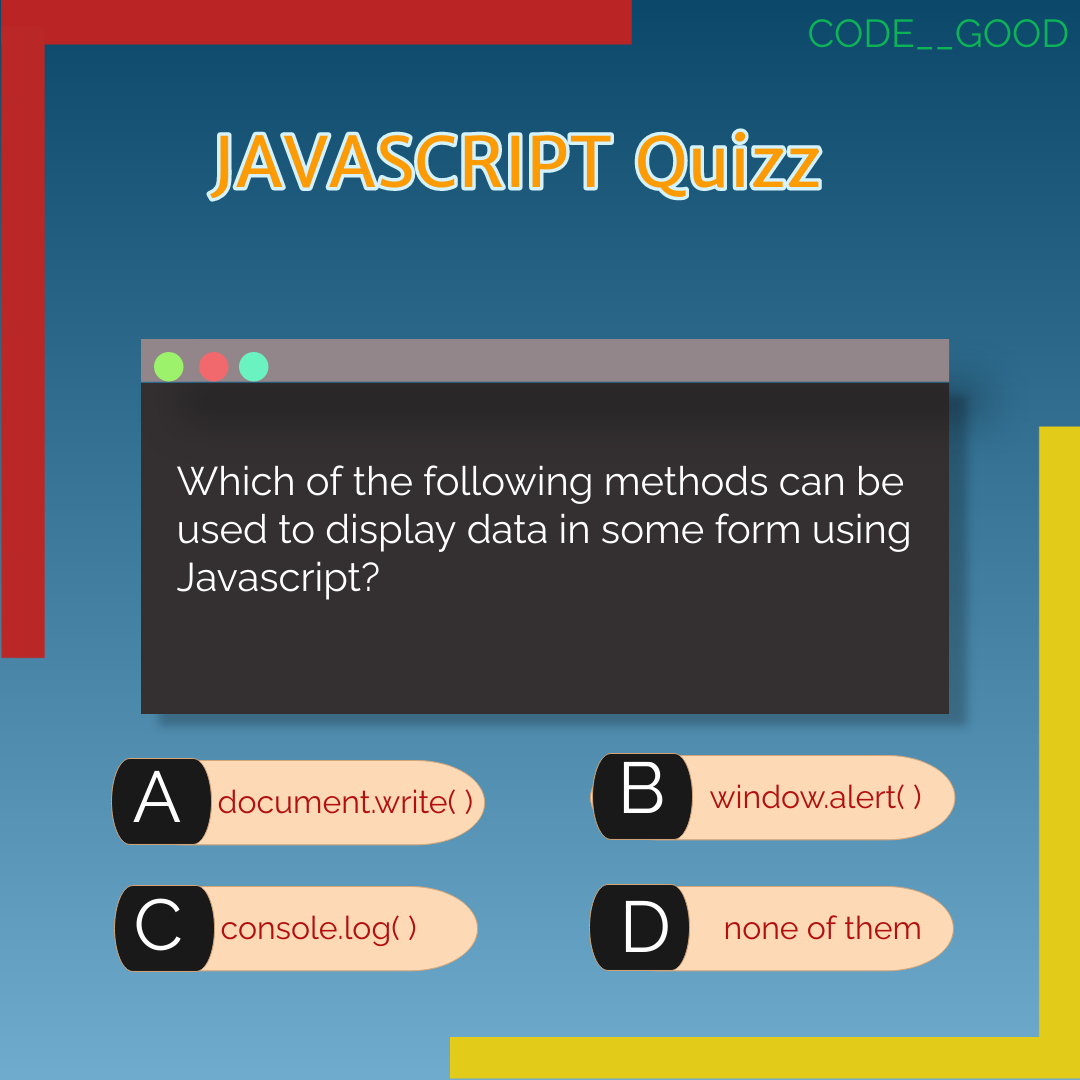 CODE__GOOD
JAVASCRIPT Quizz
Which of the following methods can be
used to display data in some form using
Javascript?
A document.write( )
B window.alert( )
C console.log( )
D none of them